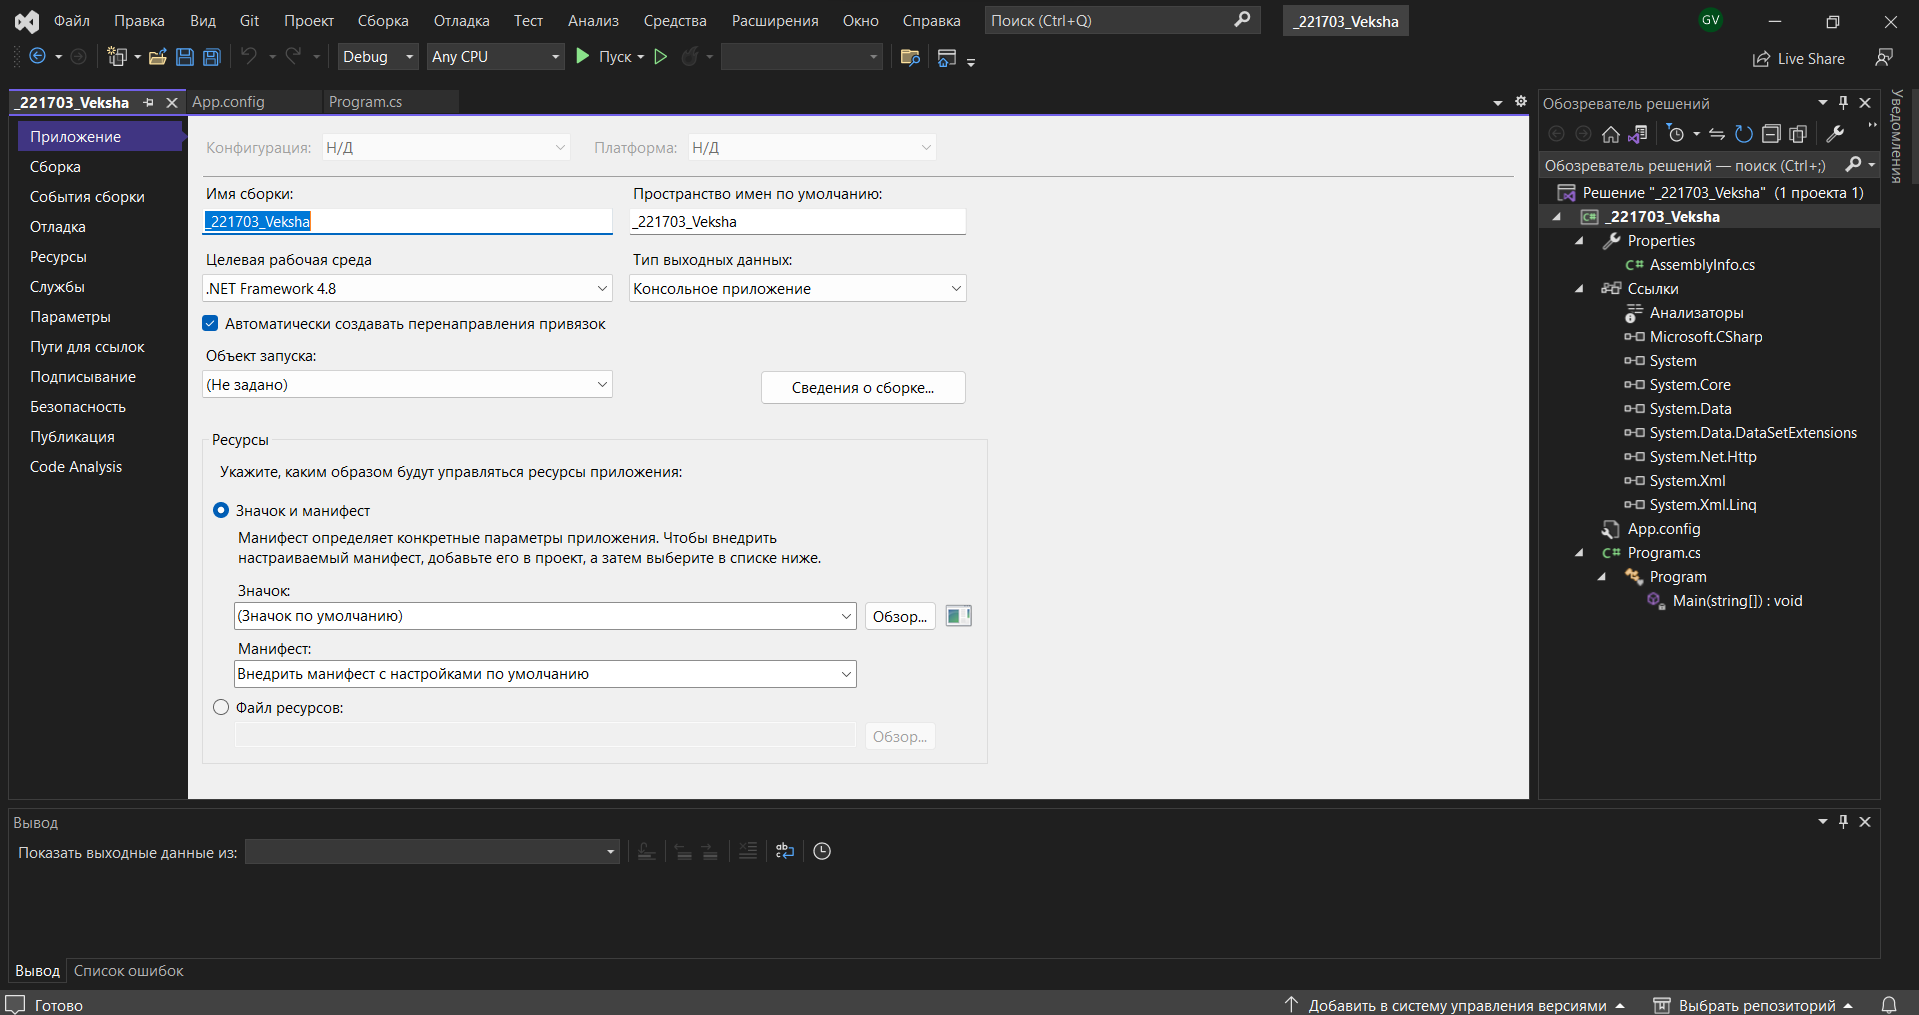 Файл Правка Вид Git Проект Сборка Отладка Тест Анализ Средства Расширения Окно Справка Поиск (Ctrl+Q) _221703_Veksha GV
Debug Any CPU Пуск Live Share
_221703_Veksha App.config Program.cs
Приложение
Сборка
События сборки
Отладка
Ресурсы
Службы
Параметры
Пути для ссылок
Подписывание
Безопасность
Публикация
Code Analysis
Конфигурация: Н/Д Платформа: Н/Д
Имя сборки: Пространство имен по умолчанию:
_221703_Veksha _221703_Veksha
Целевая рабочая среда Тип выходных данных:
.NET Framework 4.8 Консольное приложение
Автоматически создавать перенаправления привязок
Объект запуска:
(Не задано) Сведения о сборке...
Ресурсы
Укажите, каким образом будут управляться ресурсы приложения:
Значок и манифест
Манифест определяет конкретные параметры приложения. Чтобы внедрить
настраиваемый манифест, добавьте его в проект, а затем выберите в списке ниже.
Значок:
(Значок по умолчанию) Обзор...
Манифест:
Внедрить манифест с настройками по умолчанию
Файл ресурсов:
Обзор...
Обозреватель решений
Обозреватель решений — поиск (Ctrl+;)
Решение "_221703_Veksha" (1 проекта 1)
_221703_Veksha
Properties
C# AssemblyInfo.cs
Ссылки
Анализаторы
Microsoft.CSharp
System
System.Core
System.Data
System.Data.DataSetExtensions
System.Net.Http
System.Xml
System.Xml.Linq
App.config
C# Program.cs
Program
Main(string[]) : void
Уведомления
Вывод
Показать выходные данные из:
Вывод Список ошибок
Готово Добавить в систему управления версиями Выбрать репозиторий